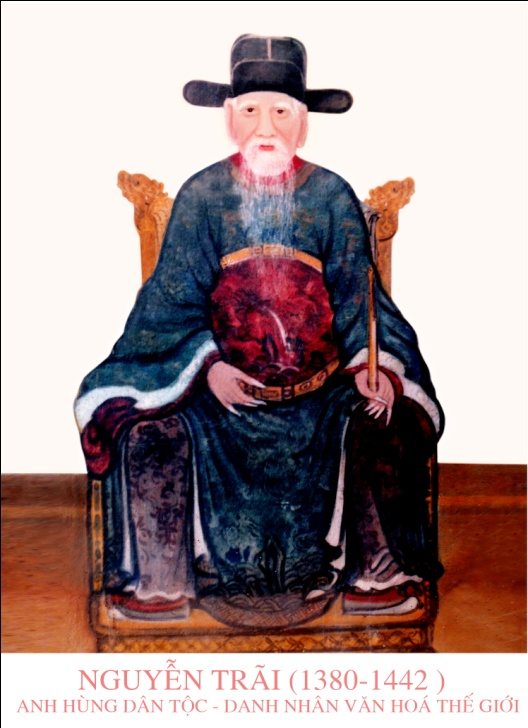 NGUYỄN TRÃI (1380-1442 )
ANH HÙNG DÂN TỘC - DANH NHÂN VĂN HOÁ THẾ GIỚI